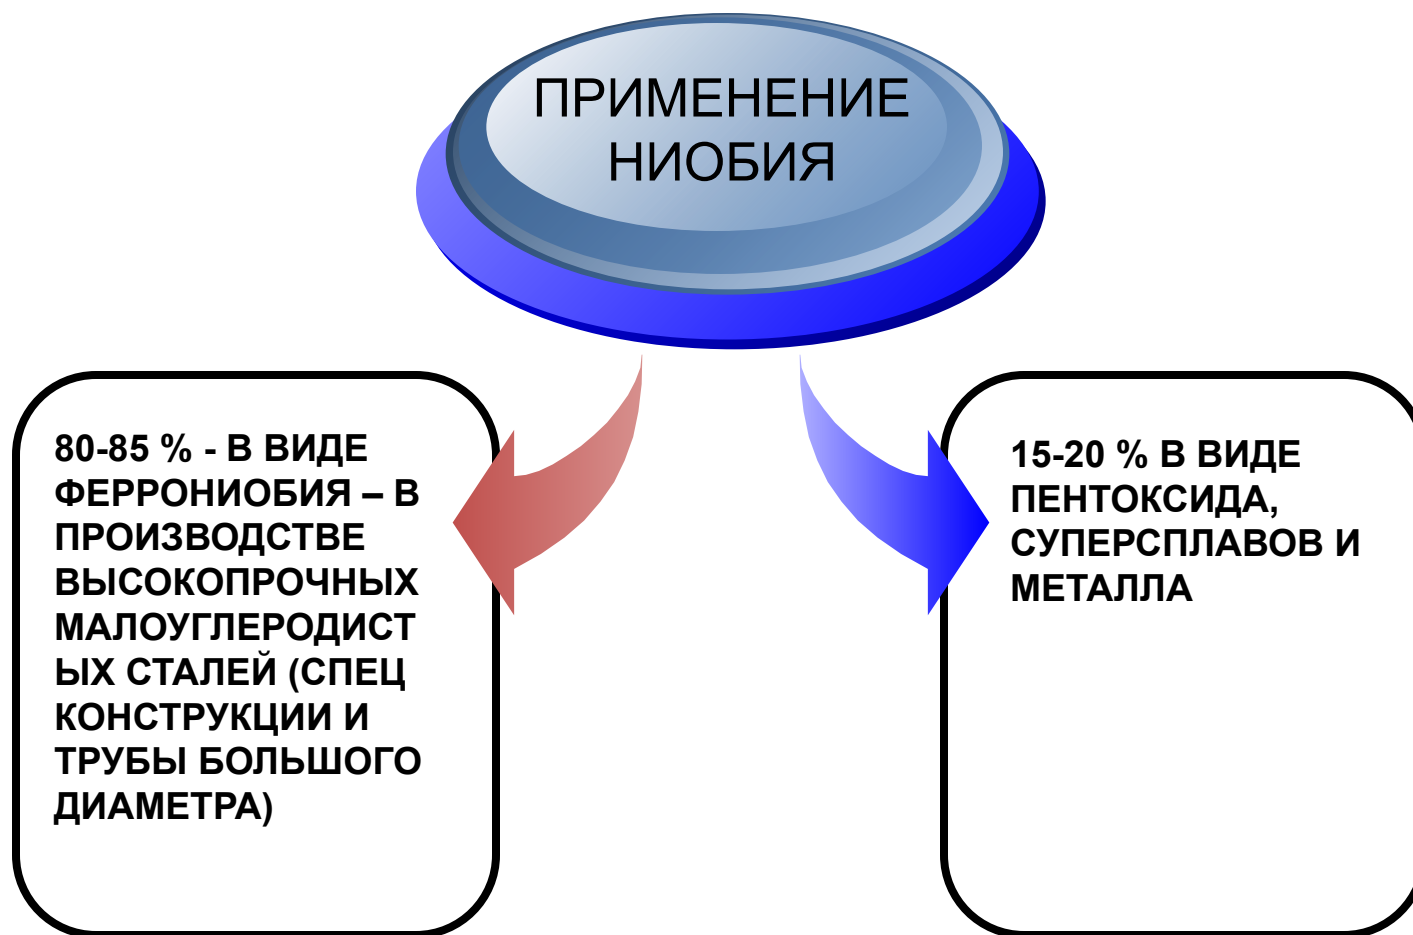 ПРИМЕНЕНИЕ
НИОБИЯ
80-85 % - В ВИДЕ
ФЕРРОНИОБИЯ – В
ПРОИЗВОДСТВЕ
ВЫСОКОПРОЧНЫХ
МАЛОУГЛЕРОДИСТ
ЫХ СТАЛЕЙ (СПЕЦ
КОНСТРУКЦИИ И
ТРУБЫ БОЛЬШОГО
ДИАМЕТРА)
15-20 % В ВИДЕ
ПЕНТОКСИДА,
СУПЕРСПЛАВОВ И
МЕТАЛЛА